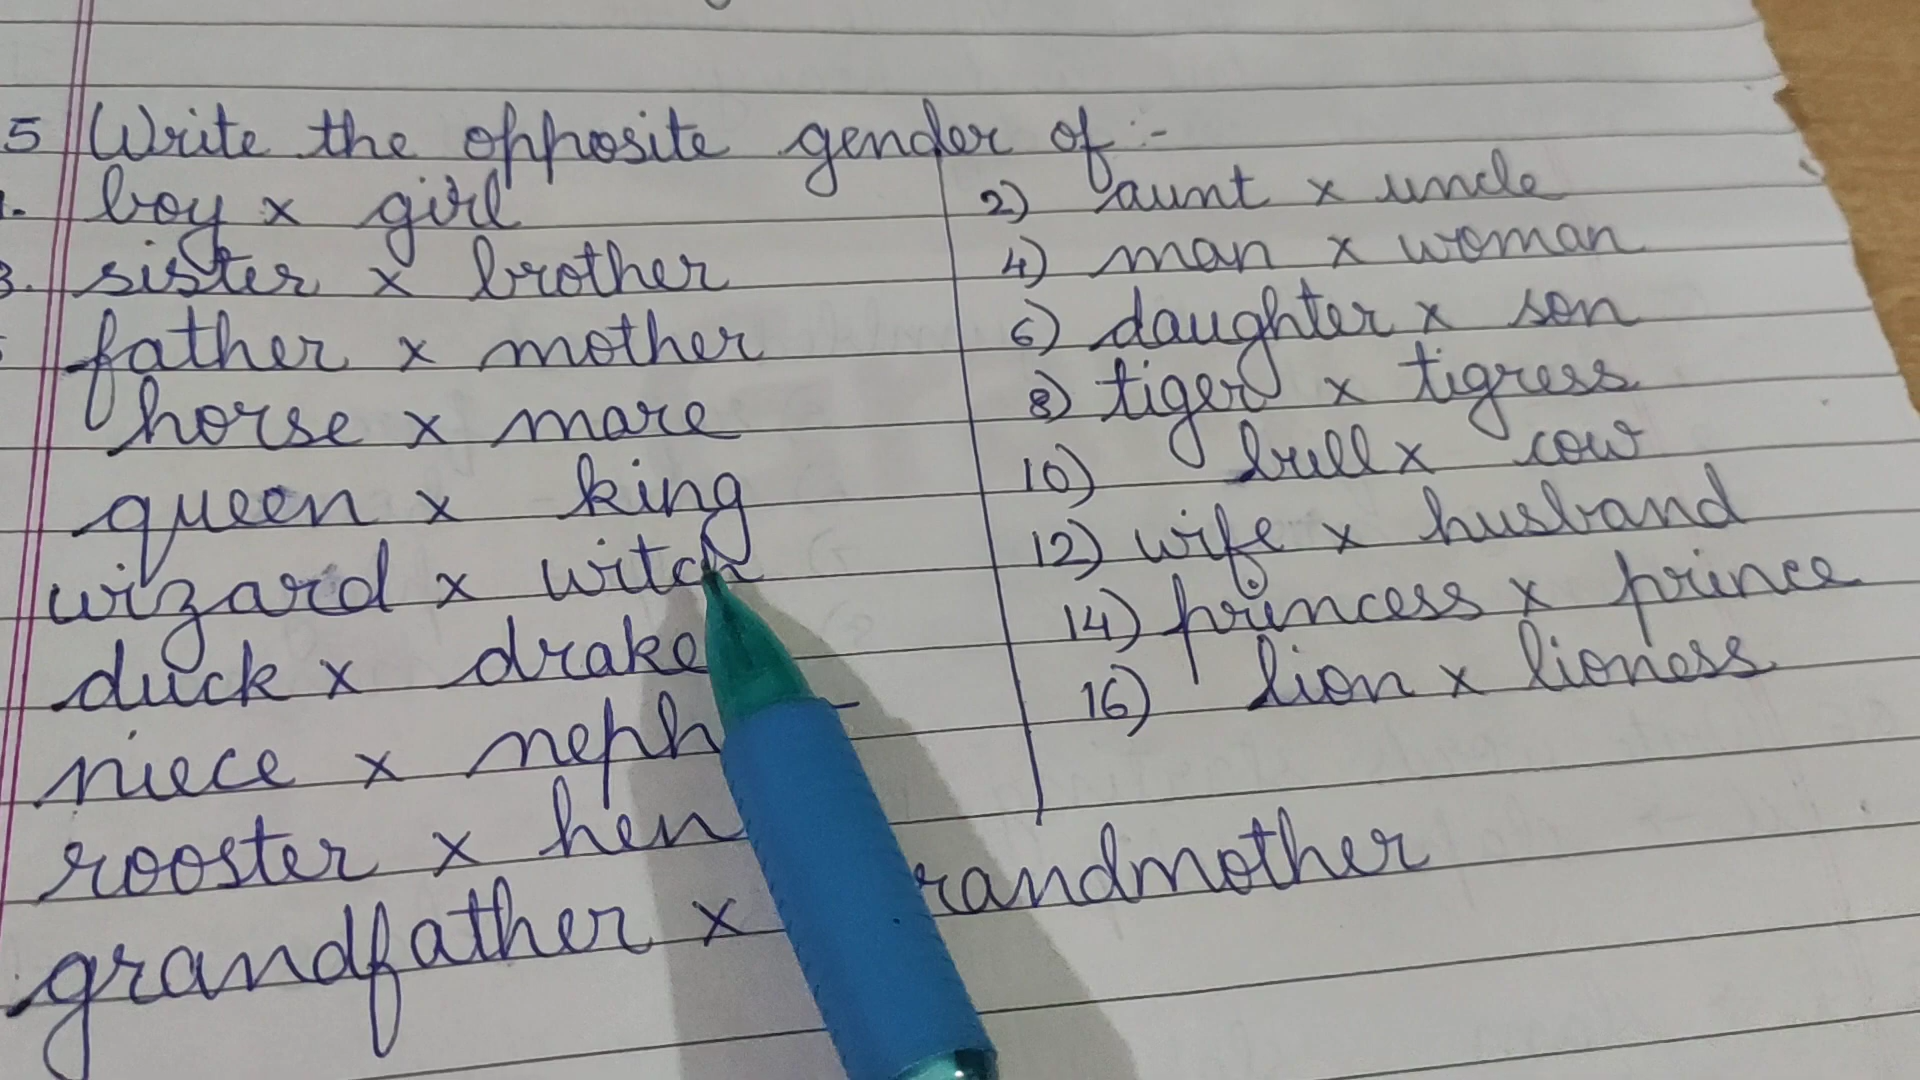 5 Write the opposite gender of :-
1. boy x girl
2) aunt x uncle
3. sister x brother
4) man x woman
father x mother
6) daughter x son
horse x mare
8) tiger x tigress
queen x king
10) bull x cow
wizard x witch
12) wife x husband
duck x drake
14) princess x prince
niece x neph
16) lion x lioness
rooster x hen
grandfather x randmother